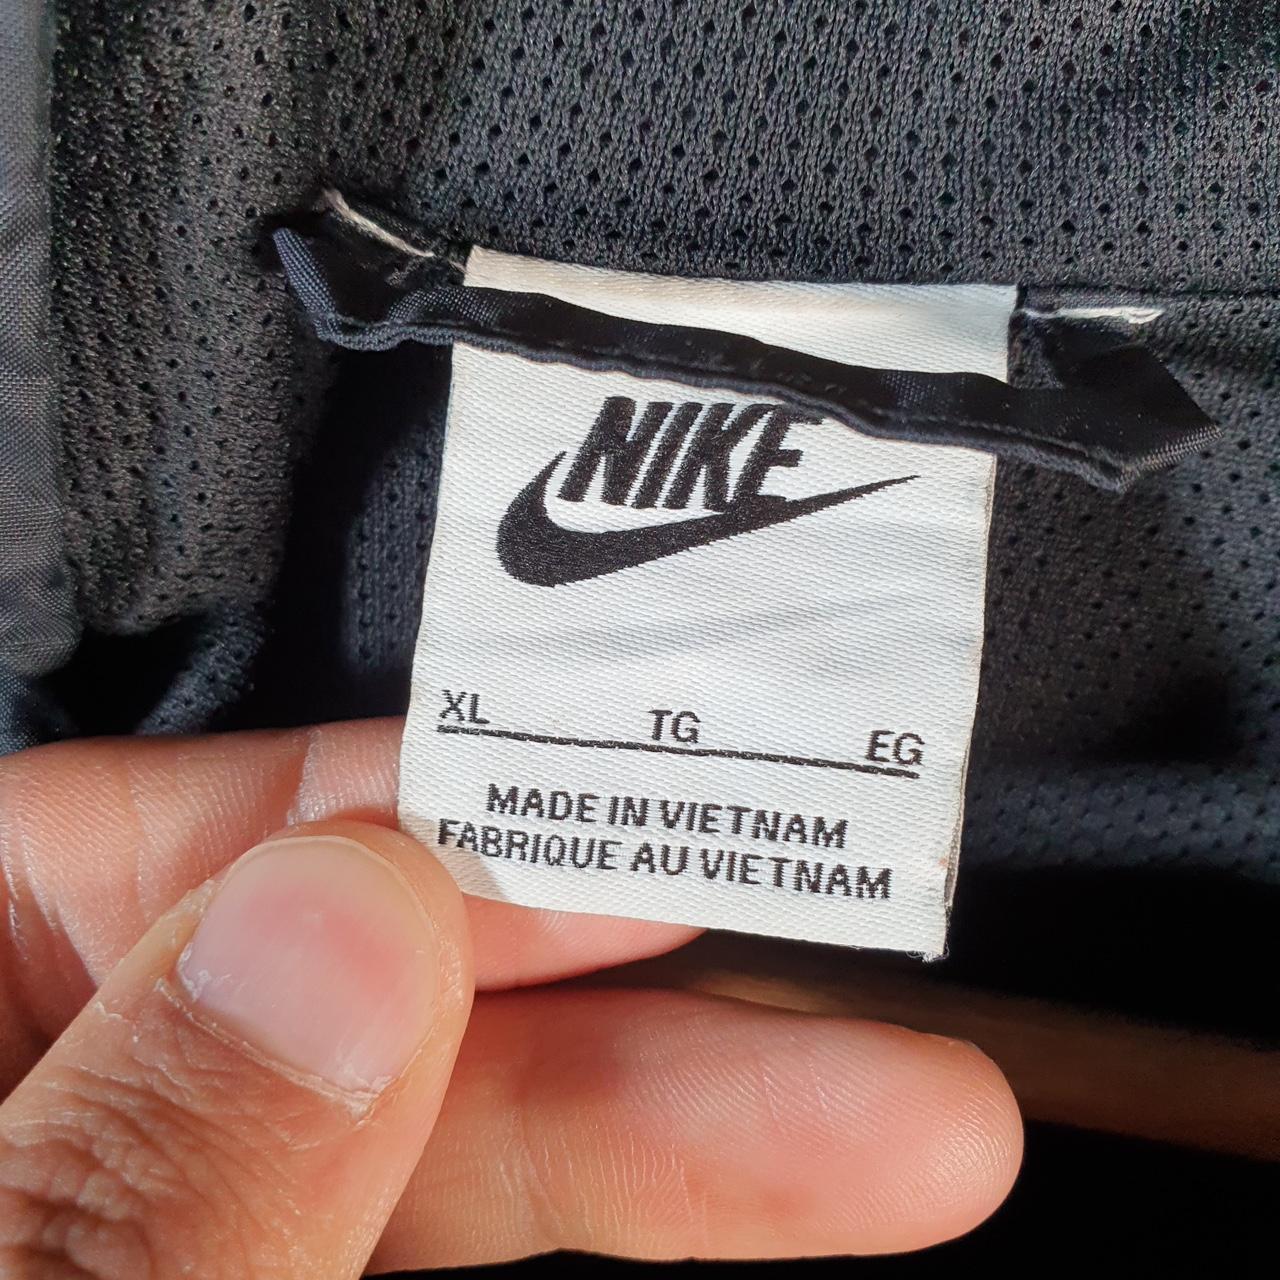 NIKE
XL TG EG
MADE IN VIETNAM
FABRIQUE AU VIETNAM